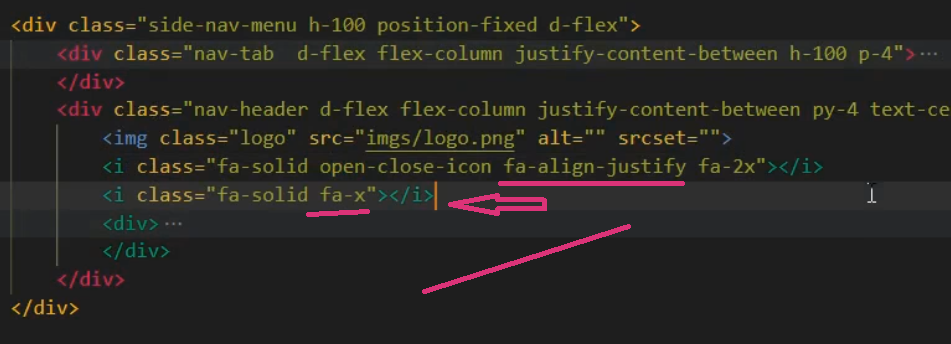 <div class="side-nav-menu h-100 position-fixed d-flex">
<div class="nav-tab  d-flex flex-column justify-content-between h-100 p-4">···
</div>
<div class="nav-header d-flex flex-column justify-content-between py-4 text-ce
<img class="logo" src="imgs/logo.png" alt="" srcset="">
<i class="fa-solid open-close-icon fa-align-justify fa-2x"></i>
<i class="fa-solid fa-x"></i>
<div>···
</div>
</div>
</div>